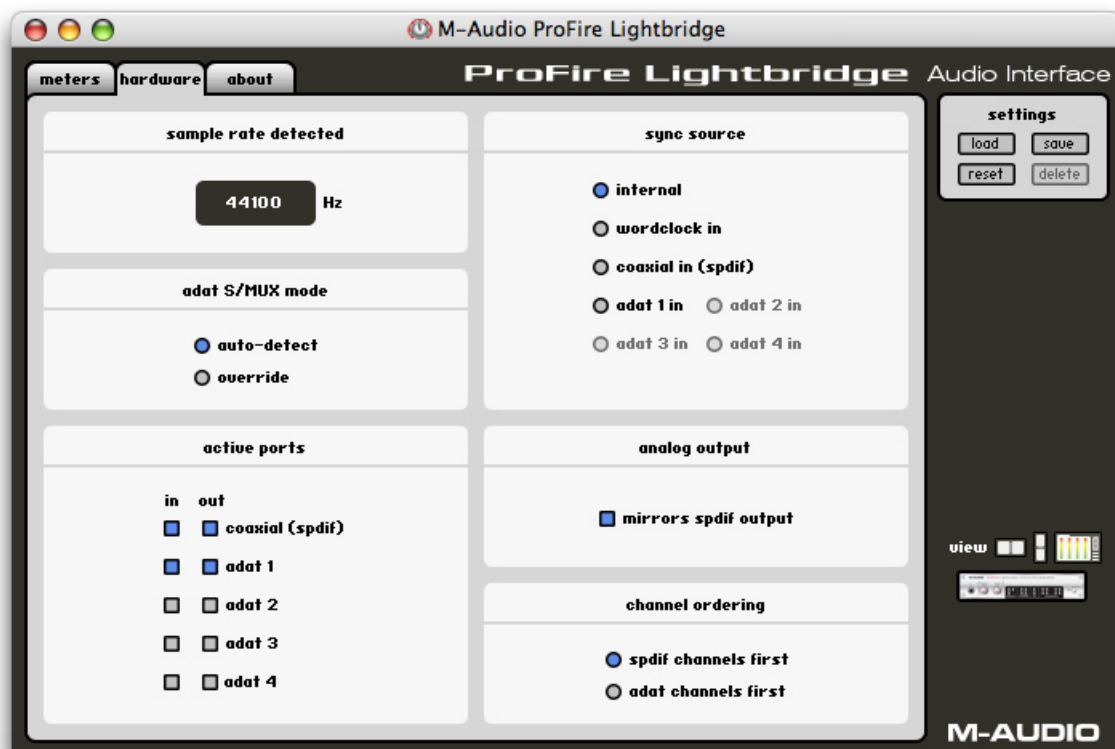 M-Audio ProFire Lightbridge
meters
hardware
about
ProFire Lightbridge Audio Interface
sample rate detected
44100 Hz
adat S/MUX mode
auto-detect
override
active ports
in out
coaxial (spdif)
adat 1
adat 2
adat 3
adat 4
sync source
internal
wordclock in
coaxial in (spdif)
adat 1 in
adat 2 in
adat 3 in
adat 4 in
analog output
mirrors spdif output
channel ordering
spdif channels first
adat channels first
settings
load
save
reset
delete
view
M-AUDIO